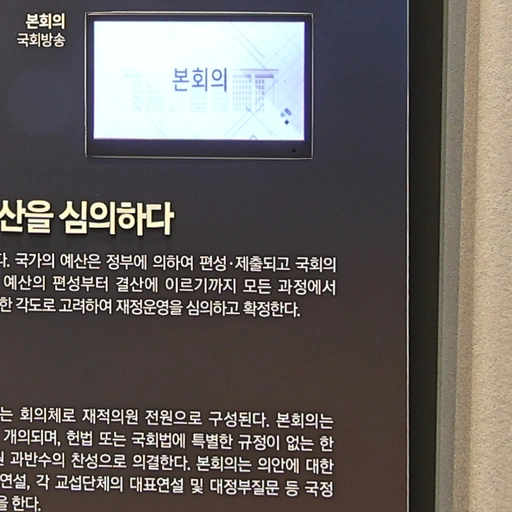 본회의
국회방송
본회의
산을 심의하다
다. 국가의 예산은 정부에 의하여 편성·제출되고 국회의
예산의 편성부터 결산에 이르기까지 모든 과정에서
한 각도로 고려하여 재정운영을 심의하고 확정한다.
는 회의체로 재적의원 전원으로 구성된다. 본회의는
개의되며, 헌법 또는 국회법에 특별한 규정이 없는 한
과반수의 찬성으로 의결한다. 본회의는 의안에 대한
연설, 각 교섭단체의 대표연설 및 대정부질문 등 국정
을 한다.